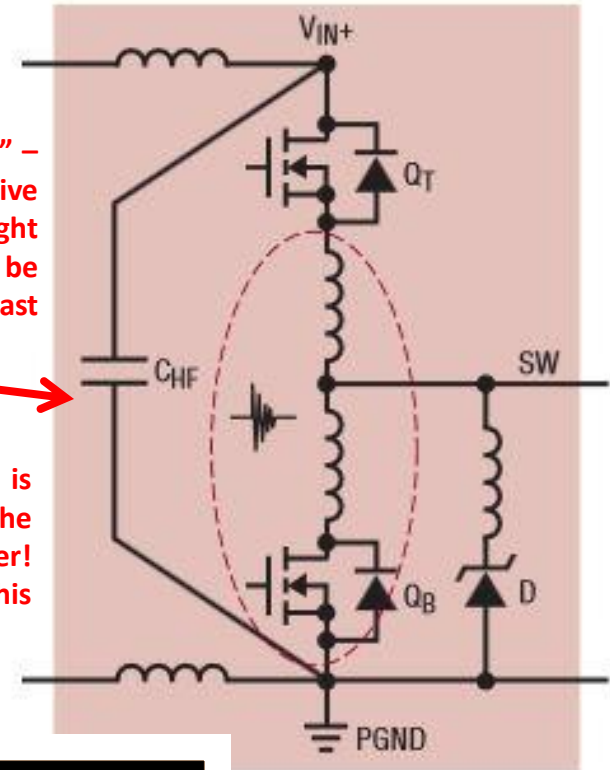 VIN+
” –
ive
QT
ght
be
ast
SW
CHF
is
he
er!
QB
D
his
PGND